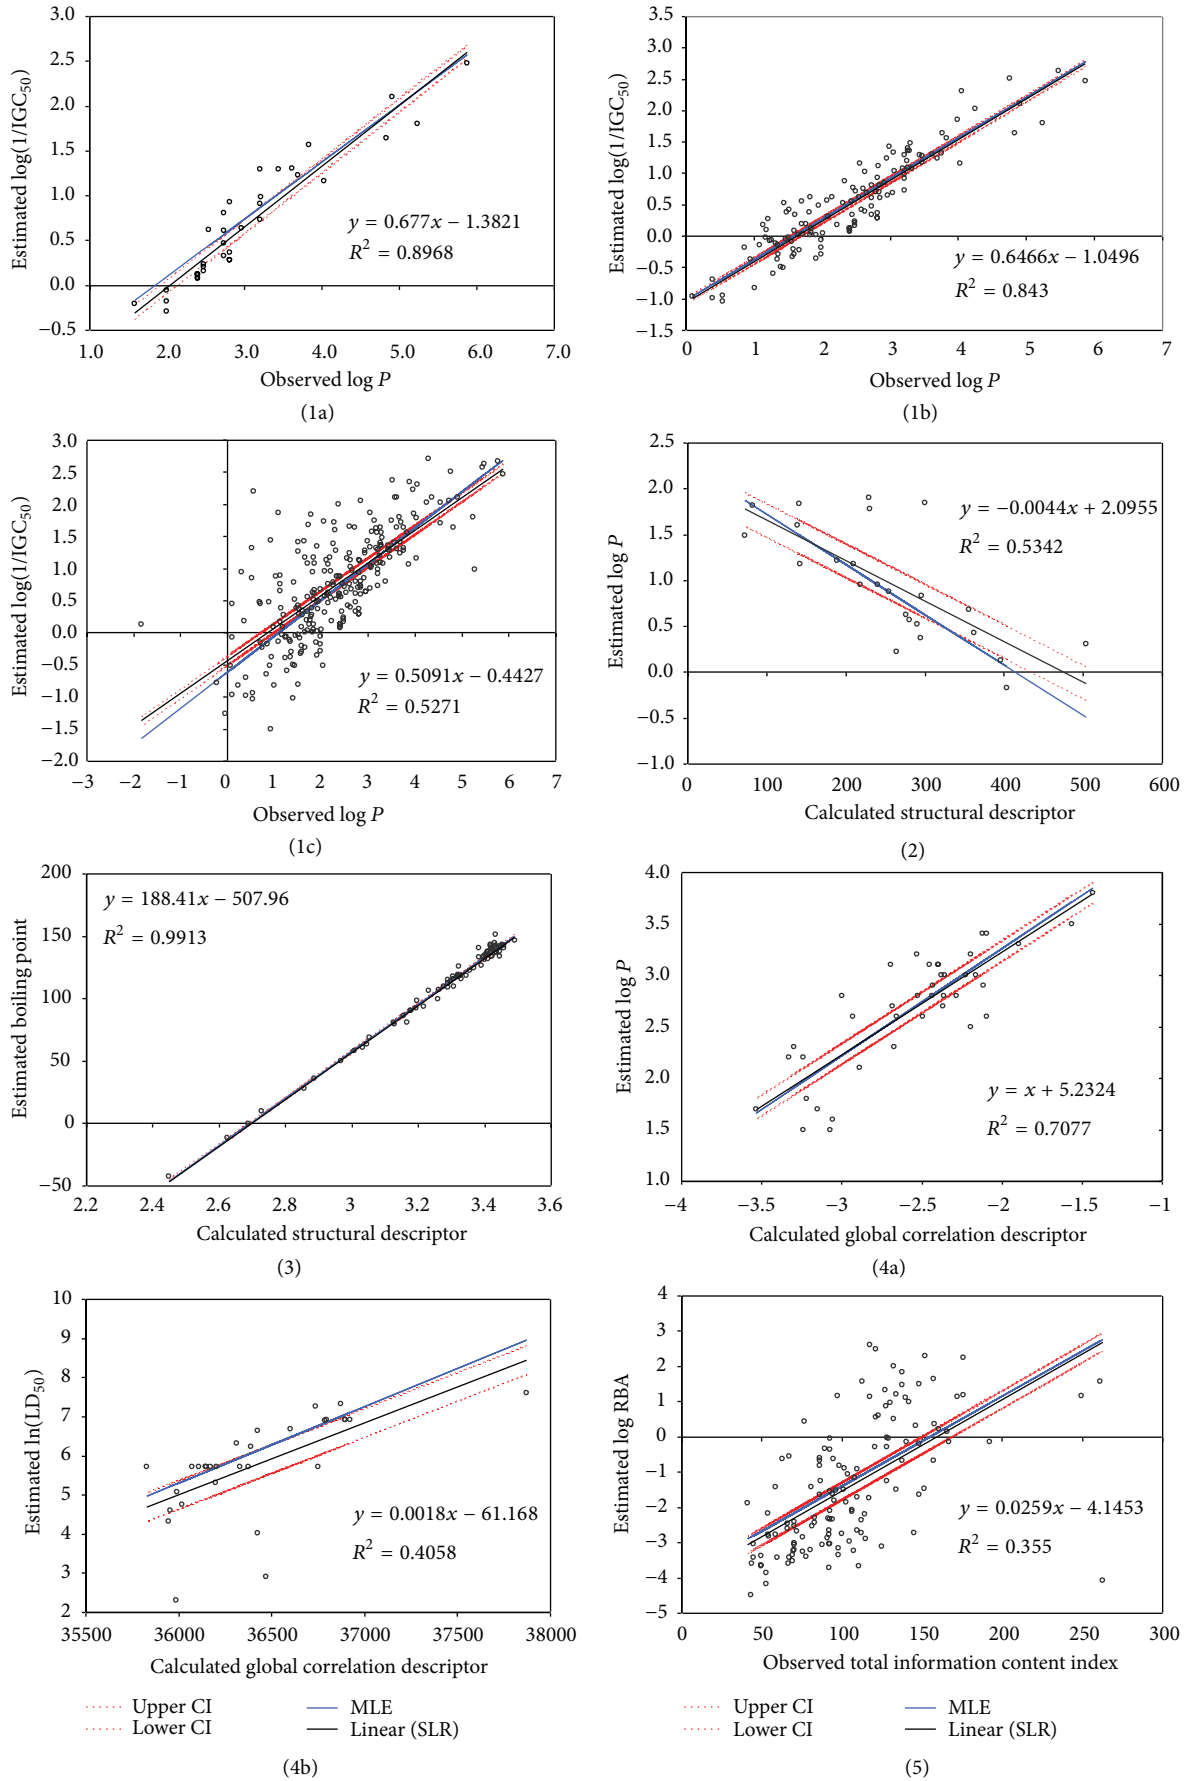 3.0
2.5
2.0
1.5
1.0
0.5
0.0
−0.5
1.0 2.0 3.0 4.0 5.0 6.0 7.0
Estimated log(1/IGC50)
y = 0.677x − 1.3821
R2 = 0.8968
Observed log P
(1a)
3.5
3.0
2.5
2.0
1.5
1.0
0.5
0.0
−0.5
−1.0
−1.5
0 1 2 3 4 5 6 7
Estimated log(1/IGC50)
y = 0.6466x − 1.0496
R2 = 0.843
Observed log P
(1b)
3.0
2.5
2.0
1.5
1.0
0.5
0.0
−0.5
−1.0
−1.5
−2.0
−3 −2 −1 0 1 2 3 4 5 6 7
Estimated log(1/IGC50)
y = 0.5091x − 0.4427
R2 = 0.5271
Observed log P
(1c)
2.5
2.0
1.5
1.0
0.5
0.0
−0.5
−1.0
0 100 200 300 400 500 600
Estimated log P
y = −0.0044x + 2.0955
R2 = 0.5342
Calculated structural descriptor
(2)
200
150
100
50
0
−50
2.2 2.4 2.6 2.8 3 3.2 3.4 3.6
Estimated boiling point
y = 188.41x − 507.96
R2 = 0.9913
Calculated structural descriptor
(3)
4.0
3.5
3.0
2.5
2.0
1.5
1.0
−4 −3.5 −3 −2.5 −2 −1.5 −1
Estimated log P
y = x + 5.2324
R2 = 0.7077
Calculated global correlation descriptor
(4a)
10
9
8
7
6
5
4
3
2
35500 36000 36500 37000 37500 38000
Estimated ln(LD50)
y = 0.0018x − 61.168
R2 = 0.4058
Calculated global correlation descriptor
Upper CI MLE
Lower CI Linear (SLR)
(4b)
4
3
2
1
0
−1
−2
−3
−4
−5
0 50 100 150 200 250 300
Estimated log RBA
y = 0.0259x − 4.1453
R2 = 0.355
Observed total information content index
Upper CI MLE
Lower CI Linear (SLR)
(5)